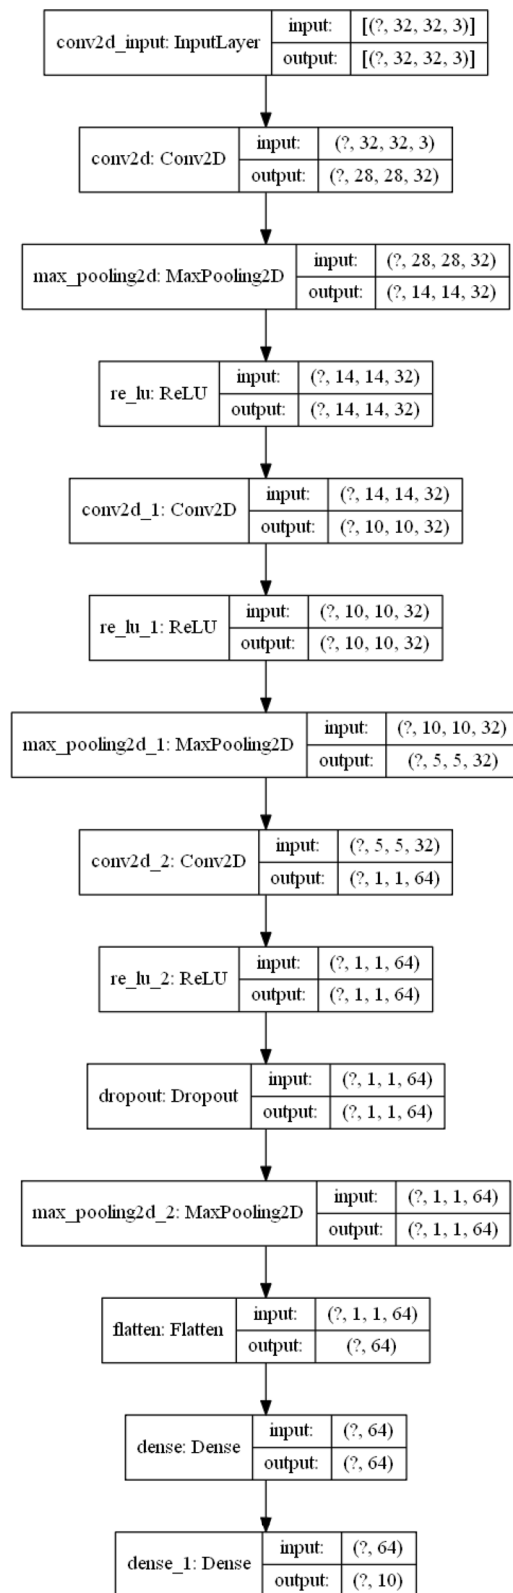 conv2d_input: InputLayer
input: [(?, 32, 32, 3)]
output: [(?, 32, 32, 3)]
conv2d: Conv2D
input: (?, 32, 32, 3)
output: (?, 28, 28, 32)
max_pooling2d: MaxPooling2D
input: (?, 28, 28, 32)
output: (?, 14, 14, 32)
re_lu: ReLU
input: (?, 14, 14, 32)
output: (?, 14, 14, 32)
conv2d_1: Conv2D
input: (?, 14, 14, 32)
output: (?, 10, 10, 32)
re_lu_1: ReLU
input: (?, 10, 10, 32)
output: (?, 10, 10, 32)
max_pooling2d_1: MaxPooling2D
input: (?, 10, 10, 32)
output: (?, 5, 5, 32)
conv2d_2: Conv2D
input: (?, 5, 5, 32)
output: (?, 1, 1, 64)
re_lu_2: ReLU
input: (?, 1, 1, 64)
output: (?, 1, 1, 64)
dropout: Dropout
input: (?, 1, 1, 64)
output: (?, 1, 1, 64)
max_pooling2d_2: MaxPooling2D
input: (?, 1, 1, 64)
output: (?, 1, 1, 64)
flatten: Flatten
input: (?, 1, 1, 64)
output: (?, 64)
dense: Dense
input: (?, 64)
output: (?, 64)
dense_1: Dense
input: (?, 64)
output: (?, 10)